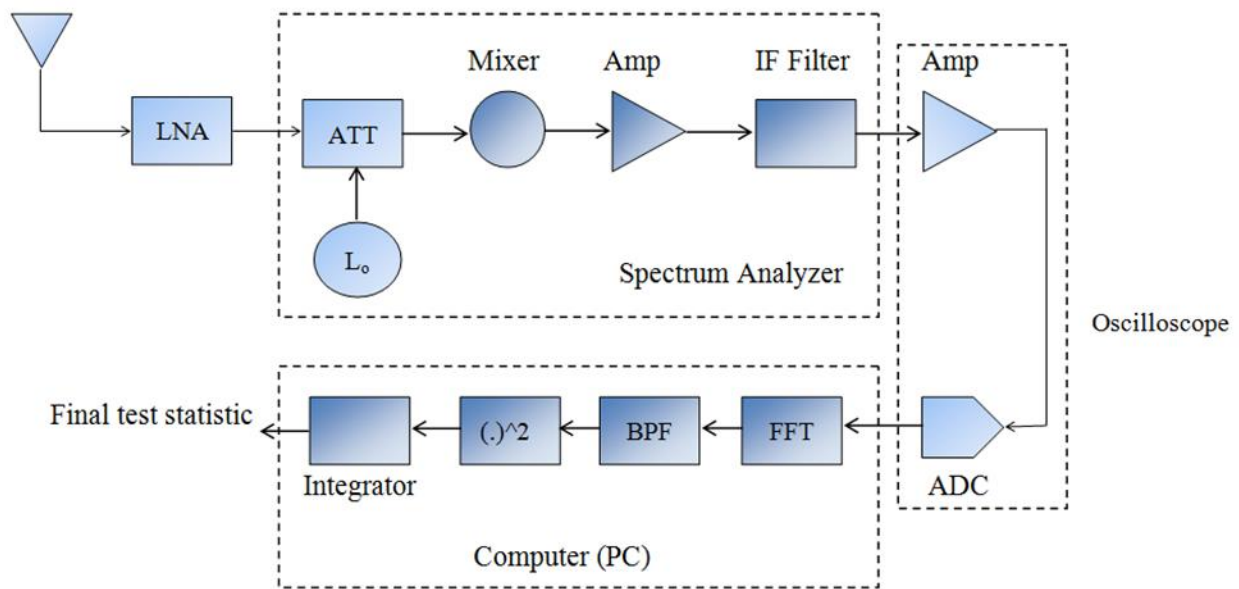 Mixer
Amp
IF Filter
Amp
LNA
ATT
Lₒ
Spectrum Analyzer
Oscilloscope
Final test statistic
(.)^2
BPF
FFT
Integrator
ADC
Computer (PC)